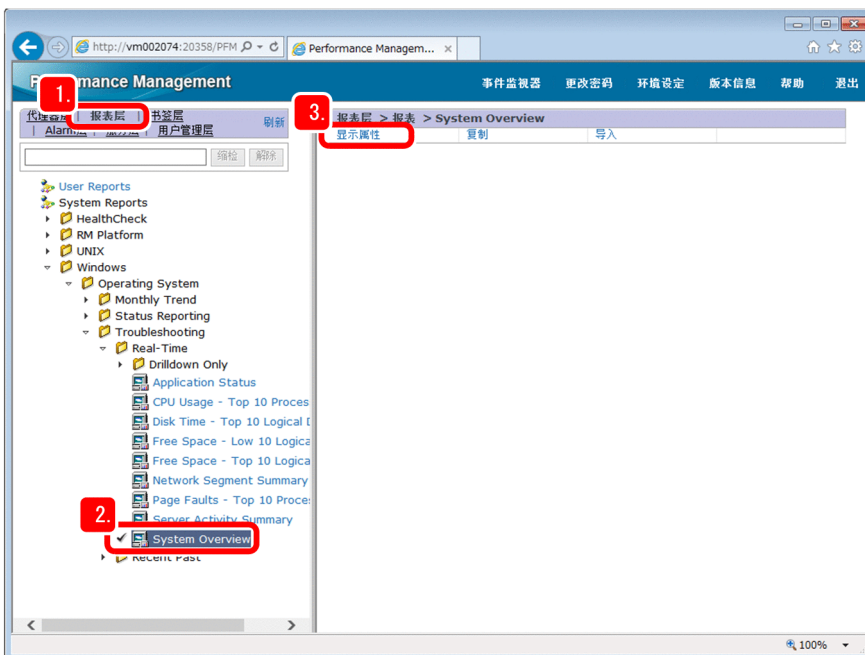 http://vm002074:20358/PFM
Performance Managem... ×
1.
mance Management
事件监视器 更改密码 环境设定 版本信息 帮助 退出
报表层 | 书签层
刷新
| Alarm层 | 用户管理层
缩检 解除
3.
报表层 > 报表 > System Overview
显示属性 复制 导入
User Reports
System Reports
HealthCheck
RM Platform
UNIX
Windows
Operating System
Monthly Trend
Status Reporting
Troubleshooting
Real-Time
Drilldown Only
Application Status
CPU Usage - Top 10 Proces
Disk Time - Top 10 Logical D
Free Space - Low 10 Logica
Free Space - Top 10 Logica
Network Segment Summary
Page Faults - Top 10 Proce
Server Activity Summary
2.
System Overview
Recent Past
100%